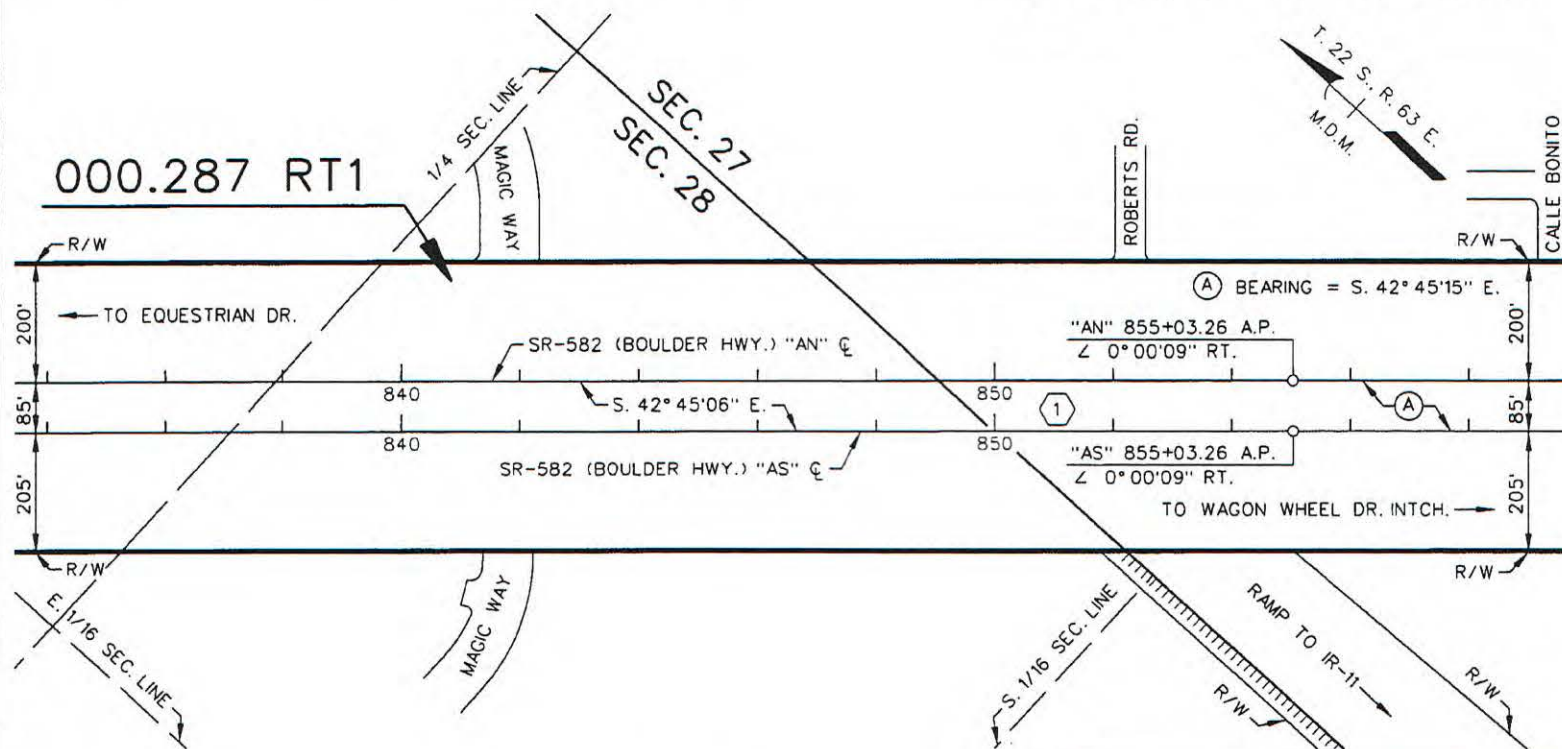 T. 22 S., R. 63 E.
M.D.M.
1/4 SEC. LINE
SEC. 27
SEC. 28
MAGIC WAY
ROBERTS RD.
CALLE BONITO
000.287 RT1
R/W
R/W
200'
← TO EQUESTRIAN DR.
Ⓐ BEARING = S. 42° 45'15" E.
200'
"AN" 855+03.26 A.P.
∠ 0° 00'09" RT.
SR-582 (BOULDER HWY.) "AN" ℄
840
850
85'
S. 42° 45'06" E.
1
A
85'
840
850
SR-582 (BOULDER HWY.) "AS" ℄
"AS" 855+03.26 A.P.
∠ 0° 00'09" RT.
205'
TO WAGON WHEEL DR. INTCH. →
205'
R/W
R/W
E. 1/16 SEC. LINE
MAGIC WAY
S. 1/16 SEC. LINE
RAMP TO IR-11
R/W
R/W